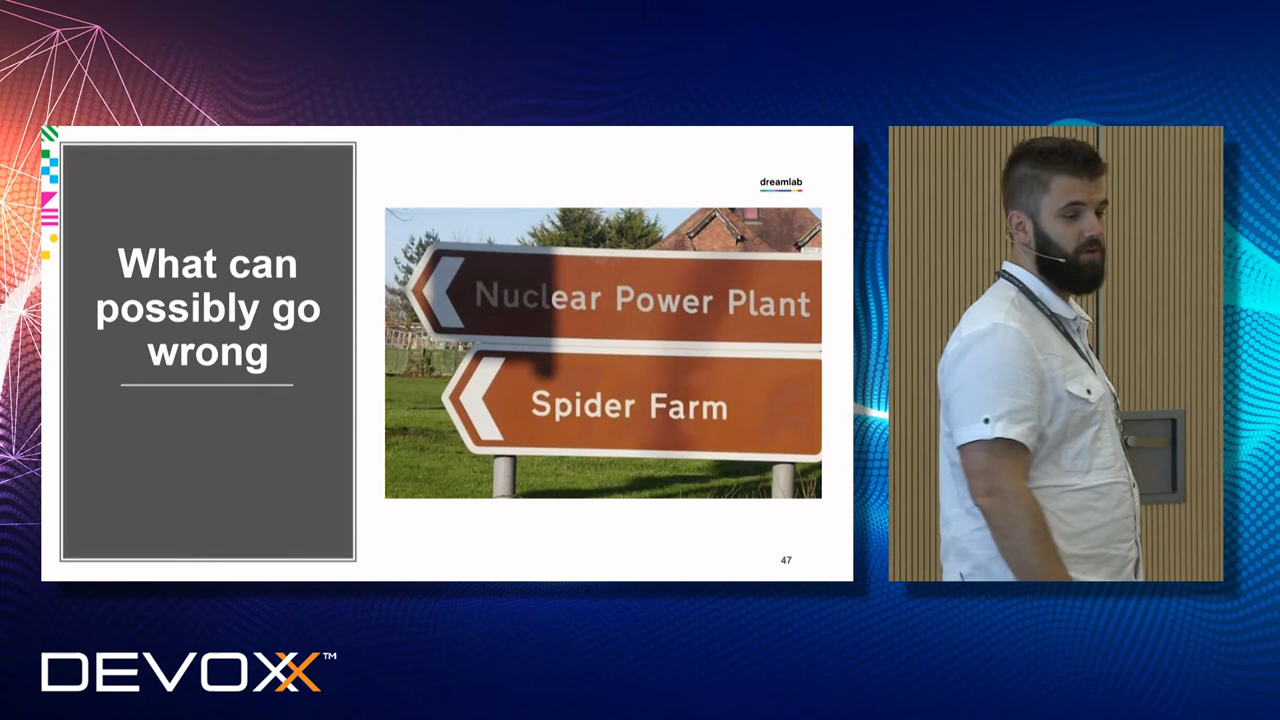 What can
possibly go
wrong
dreamlab
Nuclear Power Plant
Spider Farm
47
DEVOXX™